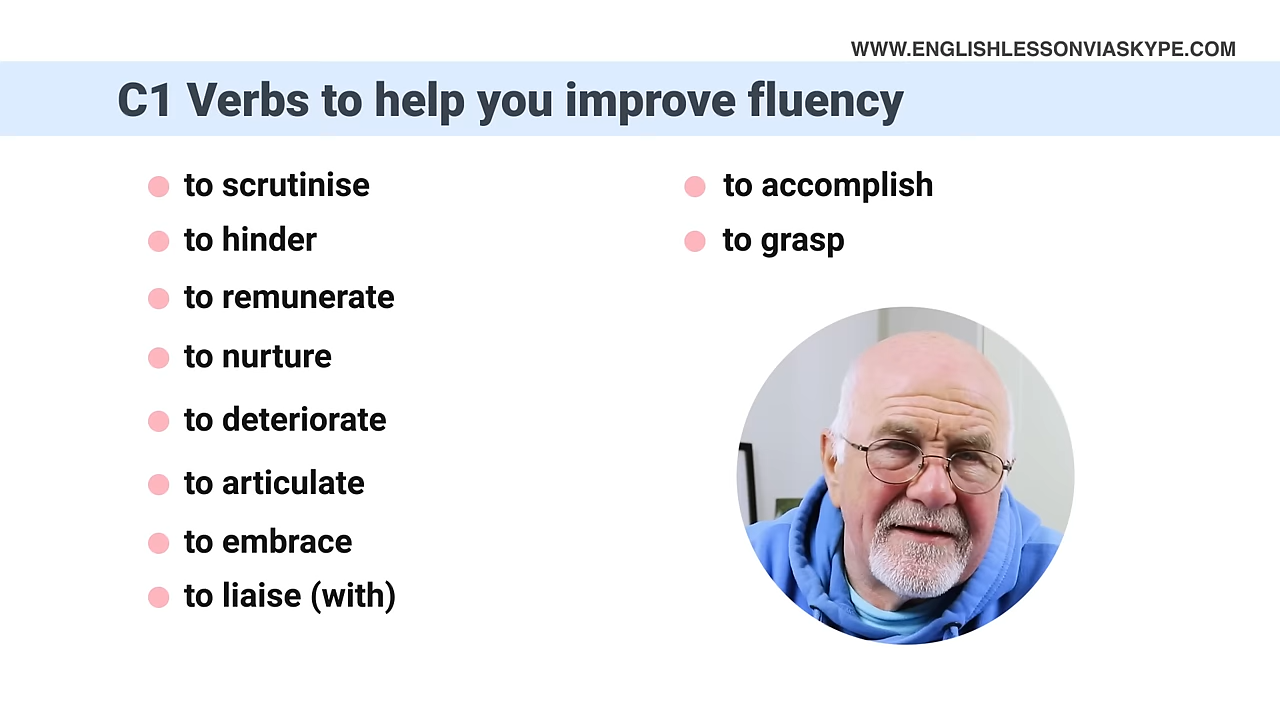 WWW.ENGLISHLESSONVIASKYPE.COM
C1 Verbs to help you improve fluency
to scrutinise
to hinder
to remunerate
to nurture
to deteriorate
to articulate
to embrace
to liaise (with)
to accomplish
to grasp